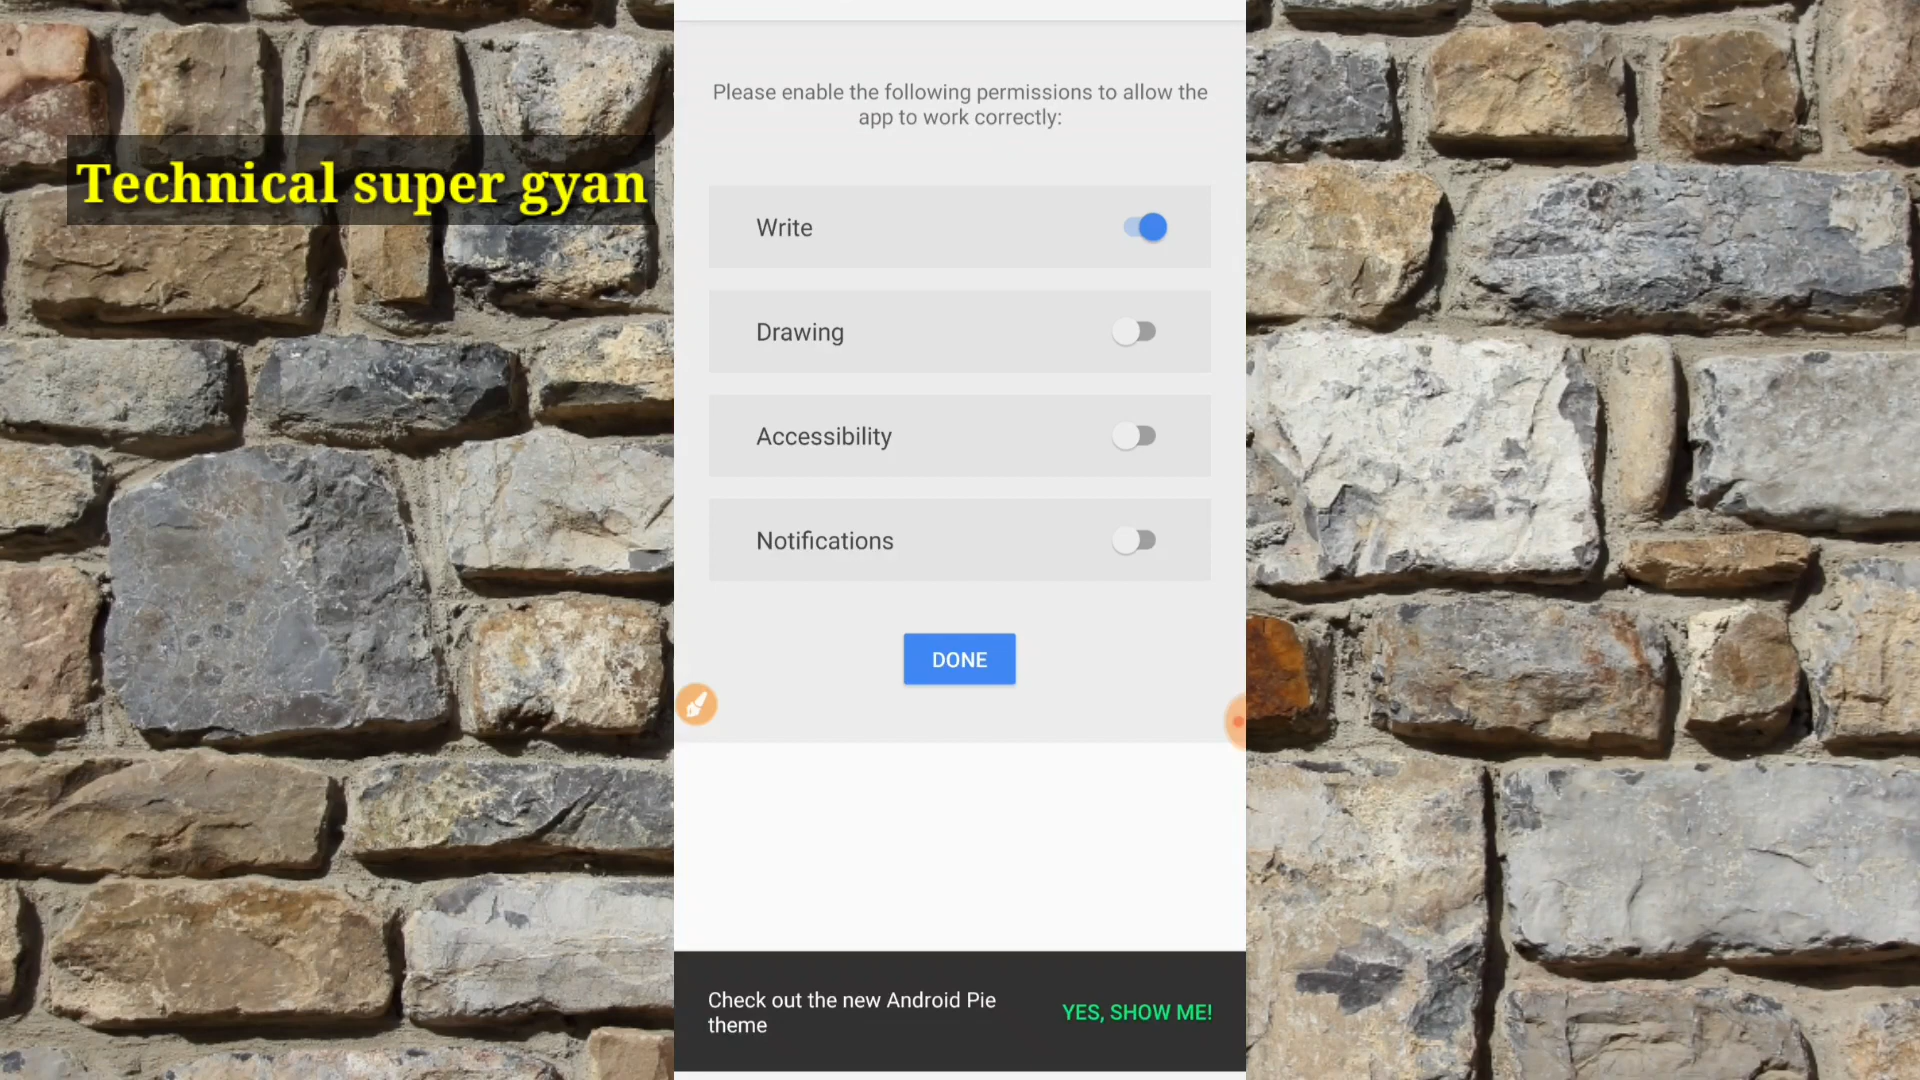 Technical super gyan
Please enable the following permissions to allow the
app to work correctly:
Write
Drawing
Accessibility
Notifications
DONE
Check out the new Android Pie
theme
YES, SHOW ME!